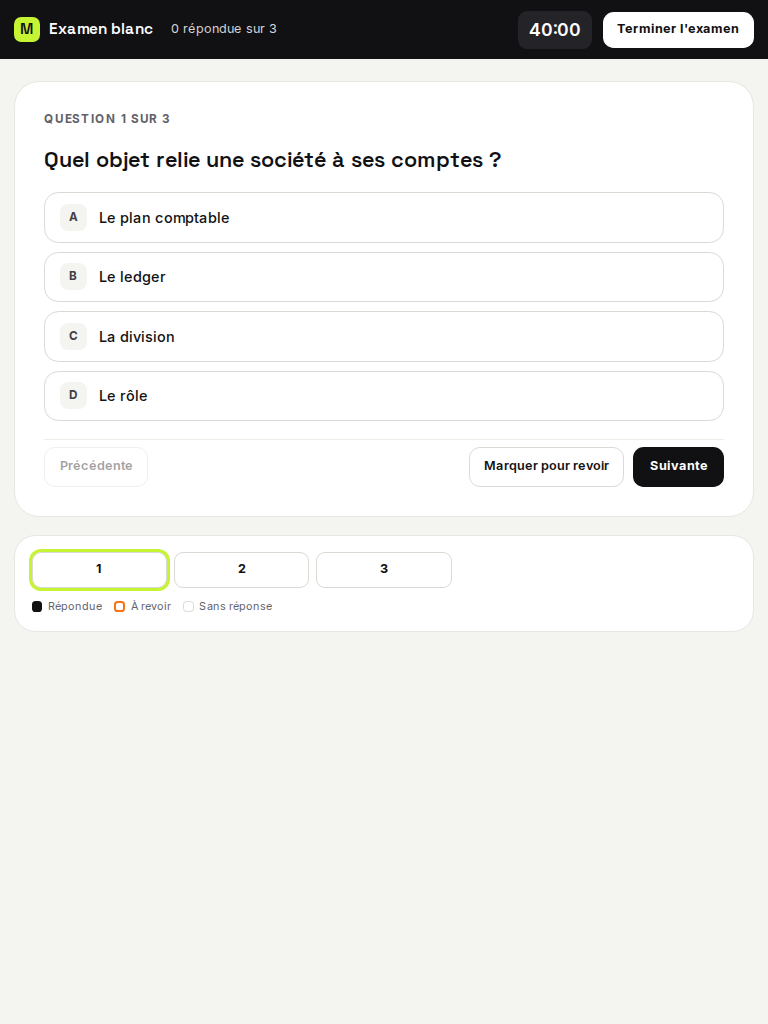 M Examen blanc 0 répondue sur 3 40:00 Terminer l'examen
QUESTION 1 SUR 3
Quel objet relie une société à ses comptes ?
A Le plan comptable
B Le ledger
C La division
D Le rôle
Précédente Marquer pour revoir Suivante
1 2 3
Répondue À revoir Sans réponse